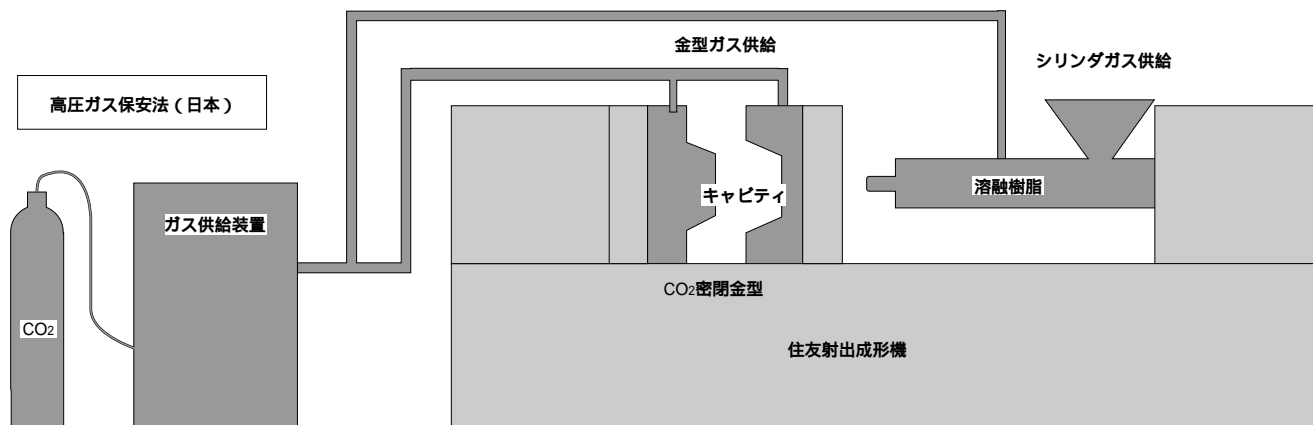 金型ガス供給
シリンダガス供給
高圧ガス保安法(日本)
キャビティ
溶融樹脂
ガス供給装置
CO2密閉金型
CO2
住友射出成形機